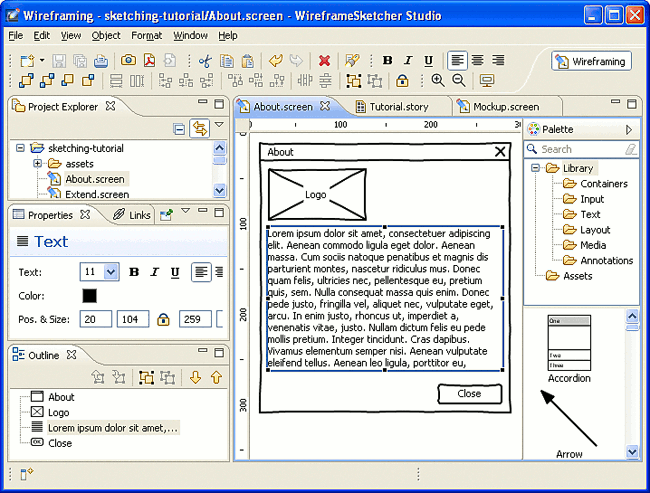 Wireframing - sketching-tutorial/About.screen - WireframeSketcher Studio
File Edit View Object Format Window Help
B I U
Wireframing
Project Explorer
sketching-tutorial
assets
About.screen
Extend.screen
Properties Links
Text
Text: 11 B I U
Color:
Pos. & Size: 20 104 259
Outline
About
Logo
Lorem ipsum dolor sit amet,...
Close
About.screen Tutorial.story Mockup.screen
0 100 200
100
200
300
About
Logo
Lorem ipsum dolor sit amet, consectetuer adipiscing
elit. Aenean commodo ligula eget dolor. Aenean
massa. Cum sociis natoque penatibus et magnis dis
parturient montes, nascetur ridiculus mus. Donec
quam felis, ultricies nec, pellentesque eu, pretium
quis, sem. Nulla consequat massa quis enim. Donec
pede justo, fringilla vel, aliquet nec, vulputate eget,
arcu. In enim justo, rhoncus ut, imperdiet a,
venenatis vitae, justo. Nullam dictum felis eu pede
mollis pretium. Integer tincidunt. Cras dapibus.
Vivamus elementum semper nisi. Aenean vulputate
eleifend tellus. Aenean leo ligula, porttitor eu,
Close
Palette
Search
Library
Containers
Input
Text
Layout
Media
Annotations
Assets
One
Two
Three
Accordion
Arrow